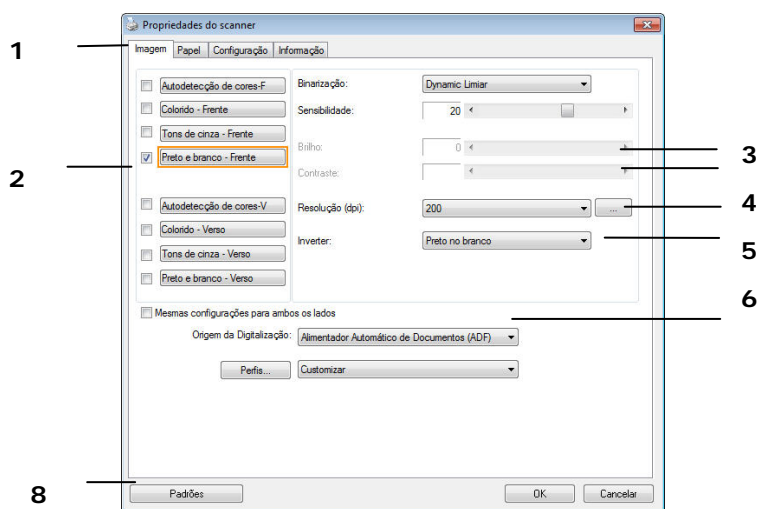 Propriedades do scanner
1
Imagem Papel Configuração Informação
Autodetecção de cores-F Binarização: Dynamic Limiar
Colorido - Frente Sensibilidade: 20
Tons de cinza - Frente
Brilho: 0
3
Preto e branco - Frente
2
Contraste:
Autodetecção de cores-V Resolução (dpi): 200 ...
4
Colorido - Verso
Inverter: Preto no branco
5
Tons de cinza - Verso
Preto e branco - Verso
6
Mesmas configurações para ambos os lados
Origem da Digitalização: Alimentador Automático de Documentos (ADF)
Perfis... Customizar
8
Padrões OK Cancelar